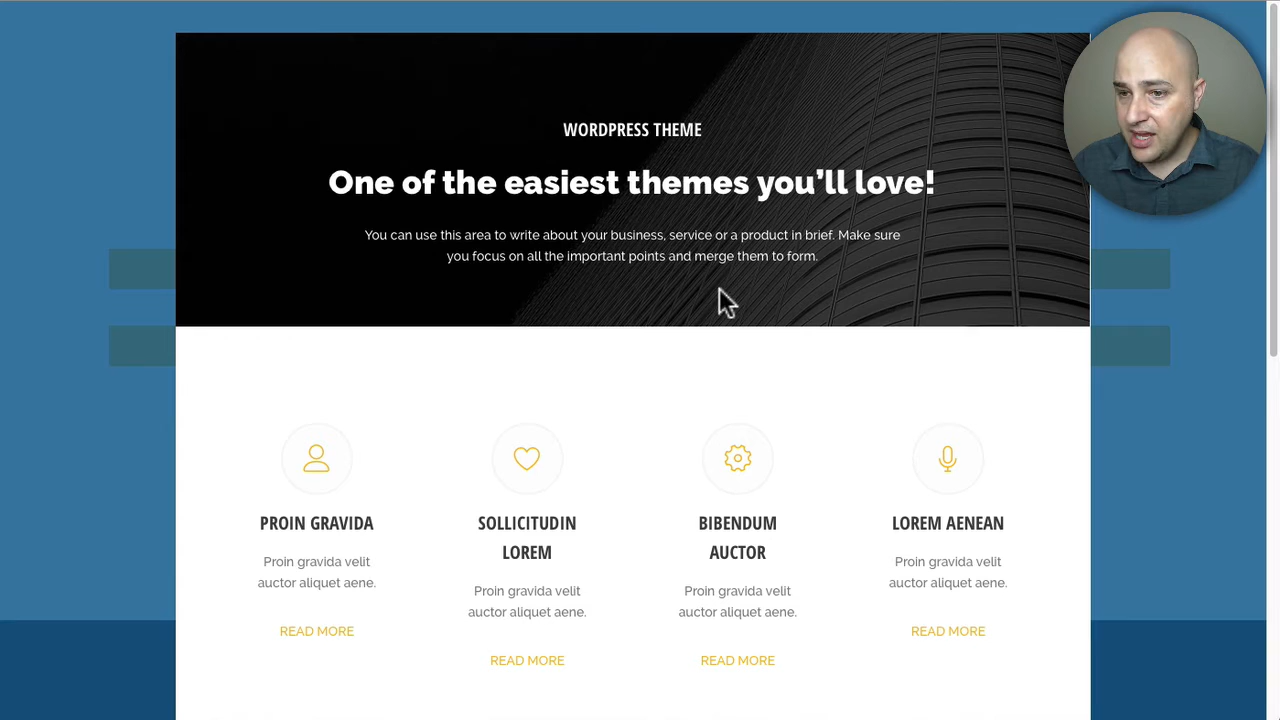 WORDPRESS THEME
One of the easiest themes you’ll love!
You can use this area to write about your business, service or a product in brief. Make sure
you focus on all the important points and merge them to form.
PROIN GRAVIDA
Proin gravida velit
auctor aliquet aene.
READ MORE
SOLLICITUDIN
LOREM
Proin gravida velit
auctor aliquet aene.
READ MORE
BIBENDUM
AUCTOR
Proin gravida velit
auctor aliquet aene.
READ MORE
LOREM AENEAN
Proin gravida velit
auctor aliquet aene.
READ MORE